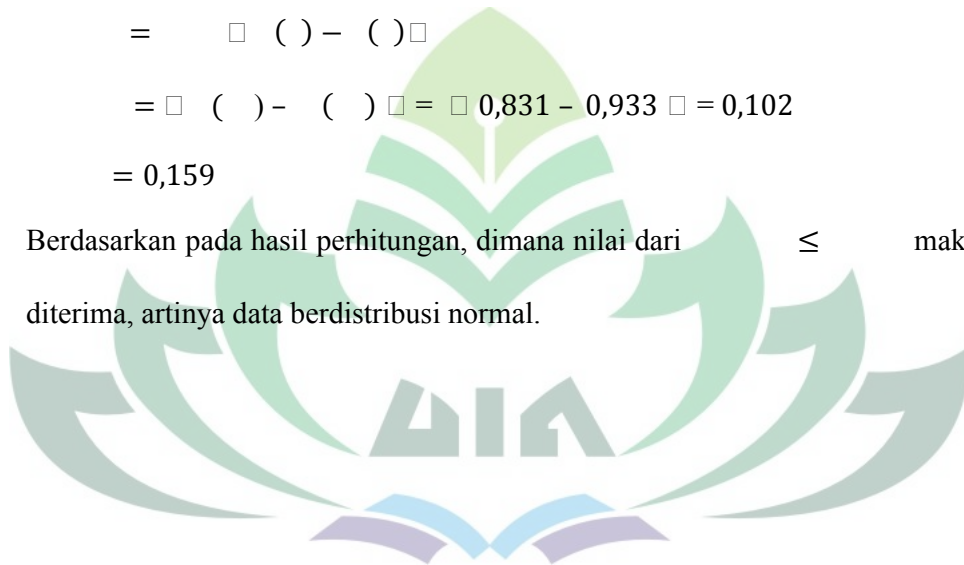 = □ ( ) – ( )□
= □ ( ) – ( ) □ = □ 0,831 – 0,933 □ = 0,102
= 0,159
Berdasarkan pada hasil perhitungan, dimana nilai dari ≤ mak
diterima, artinya data berdistribusi normal.
UIN